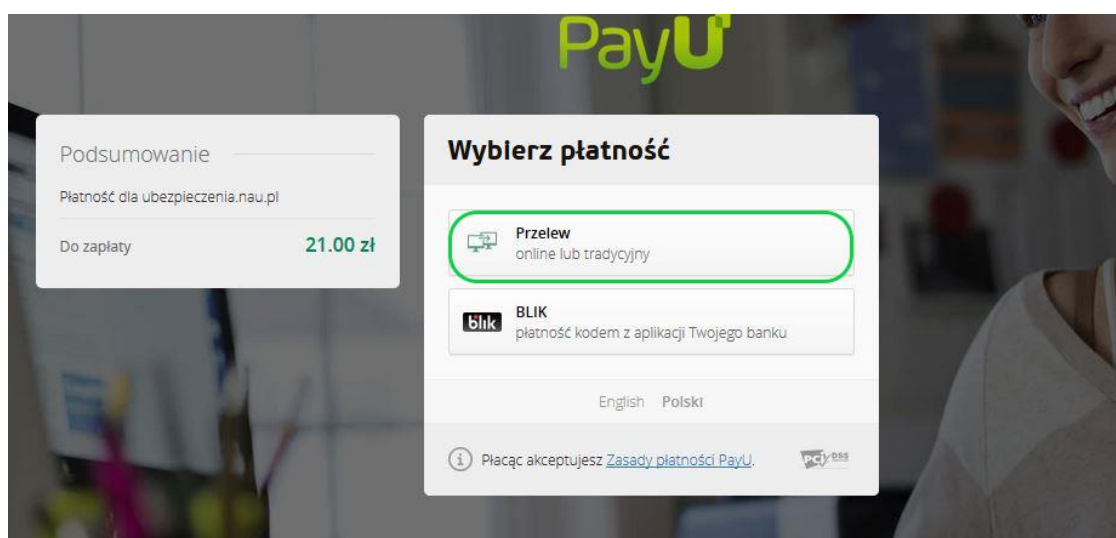 PayU
Podsumowanie
Płatność dla ubezpieczenia.nau.pl
Do zapłaty 21.00 zł
Wybierz płatność
Przelew
online lub tradycyjny
blik
BLIK
płatność kodem z aplikacji Twojego banku
English Polski
i Płacąc akceptujesz Zasady płatności PayU.
PCI DSS